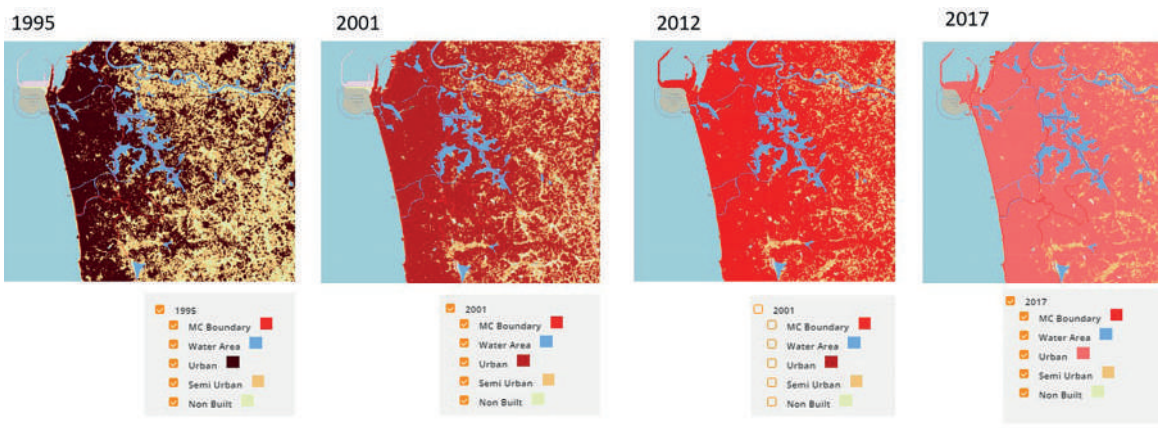 1995
2001
2012
2017
1995
MC Boundary
Water Area
Urban
Semi Urban
Non Built
2001
MC Boundary
Water Area
Urban
Semi Urban
Non Built
2001
MC Boundary
Water Area
Urban
Semi Urban
Non Built
2017
MC Boundary
Water Area
Urban
Semi Urban
Non Built